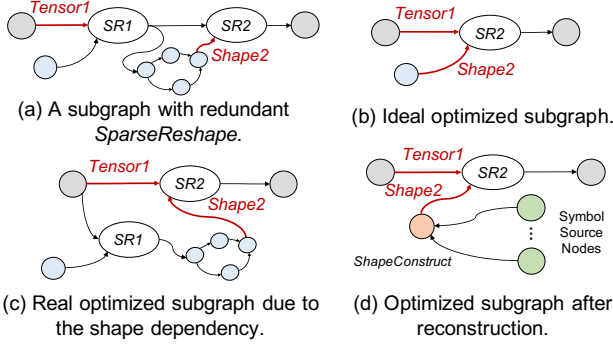 Tensor1
SR1
SR2
Shape2
(a) A subgraph with redundant
SparseReshape.
Tensor1
SR2
Shape2
(b) Ideal optimized subgraph.
Tensor1
SR2
Shape2
SR1
(c) Real optimized subgraph due to
the shape dependency.
Tensor1
SR2
Shape2
ShapeConstruct
Symbol
Source
Nodes
(d) Optimized subgraph after
reconstruction.